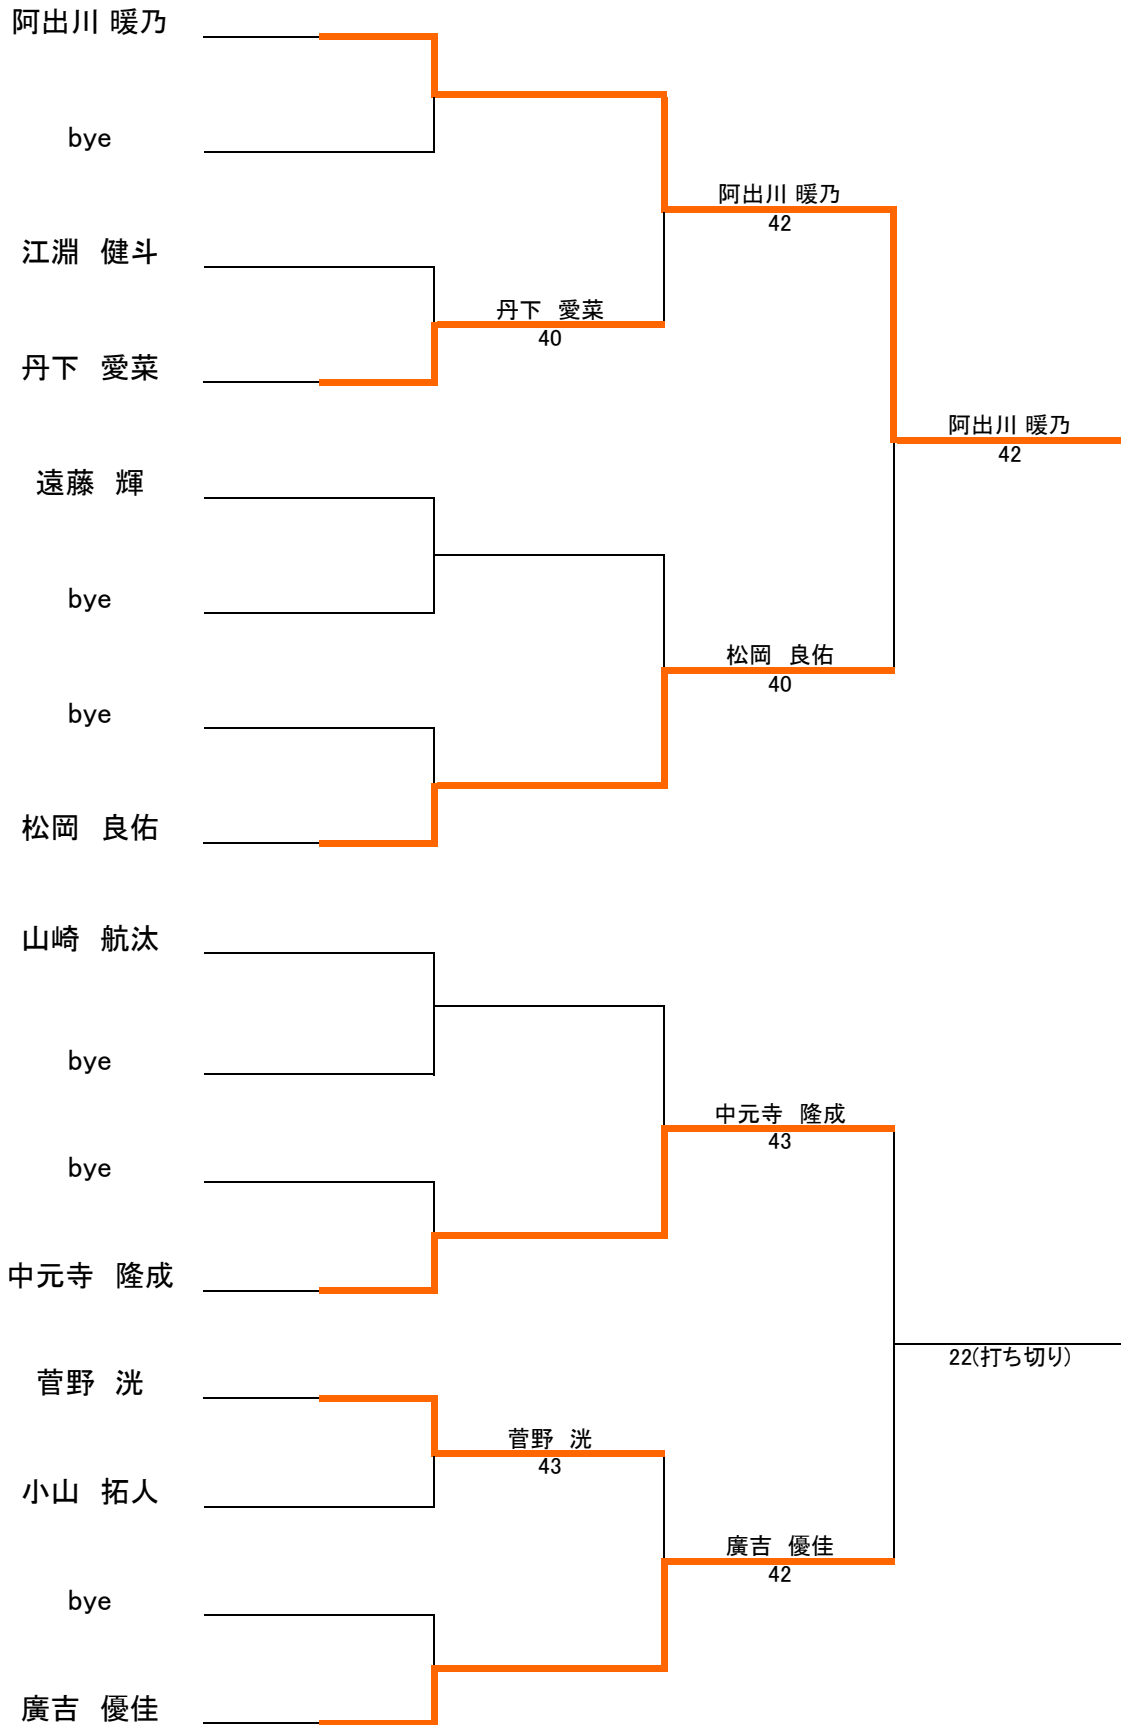 阿出川 暖乃
bye
阿出川 暖乃
42
江淵　健斗
丹下　愛菜
40
丹下　愛菜
阿出川 暖乃
42
遠藤　輝
bye
松岡　良佑
40
bye
松岡　良佑
山崎　航汰
bye
中元寺　隆成
43
bye
中元寺　隆成
22(打ち切り)
菅野　洸
菅野　洸
43
小山　拓人
廣吉　優佳
42
bye
廣吉　優佳